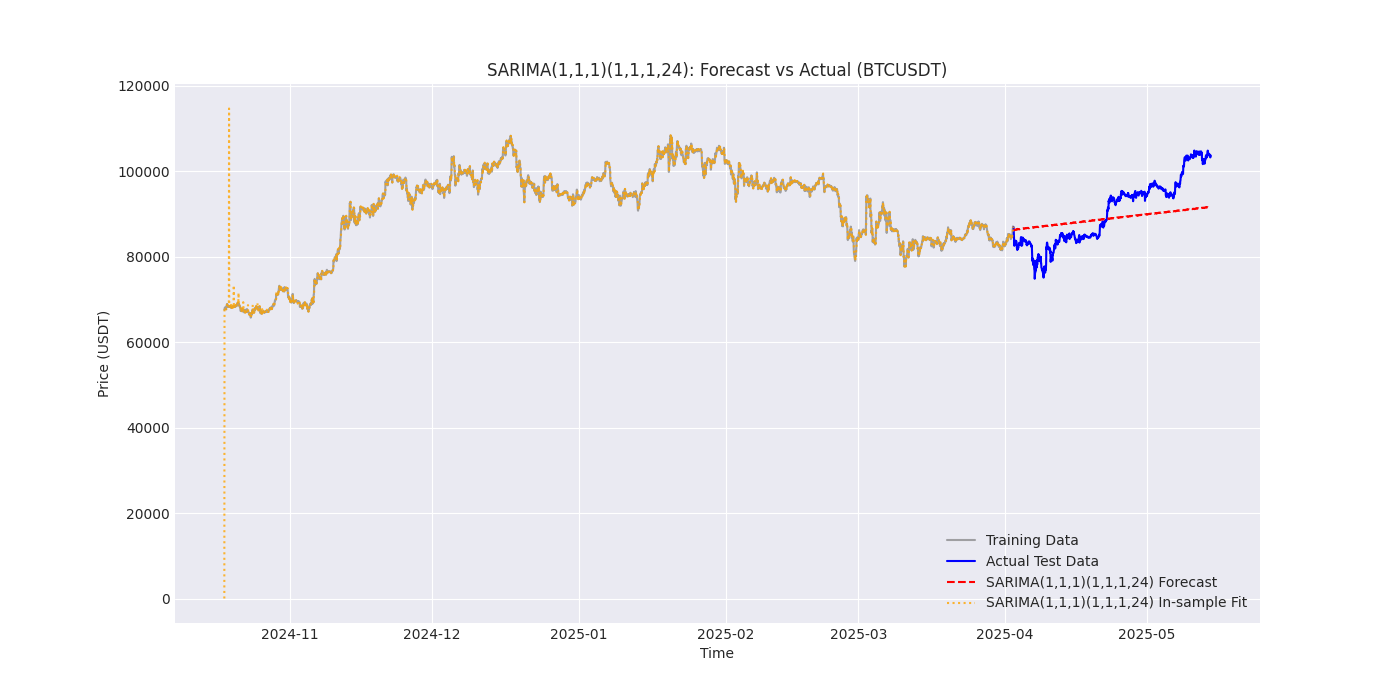 SARIMA(1,1,1)(1,1,1,24): Forecast vs Actual (BTCUSDT)
Price (USDT)
120000
100000
80000
60000
40000
20000
0
Training Data
Actual Test Data
SARIMA(1,1,1)(1,1,1,24) Forecast
SARIMA(1,1,1)(1,1,1,24) In-sample Fit
2024-11 2024-12 2025-01 2025-02 2025-03 2025-04 2025-05
Time